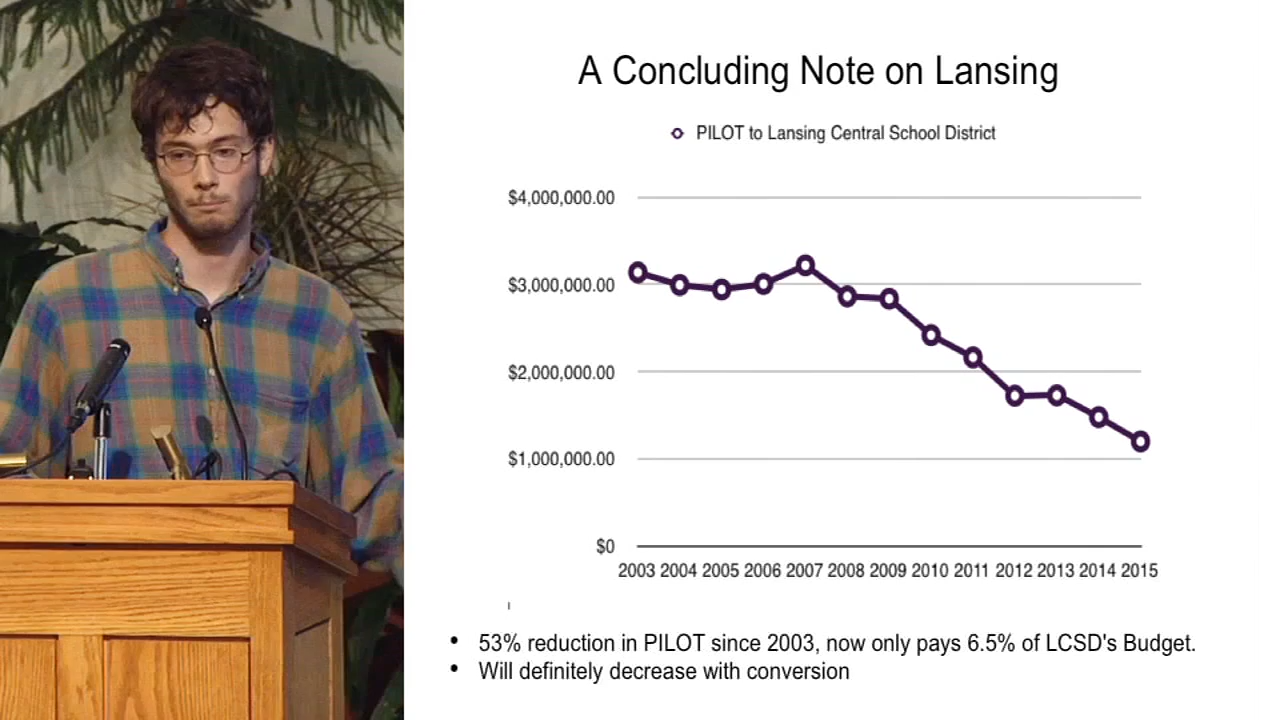 A Concluding Note on Lansing
PILOT to Lansing Central School District
$4,000,000.00
$3,000,000.00
$2,000,000.00
$1,000,000.00
$0
2003 2004 2005 2006 2007 2008 2009 2010 2011 2012 2013 2014 2015
• 53% reduction in PILOT since 2003, now only pays 6.5% of LCSD's Budget.
• Will definitely decrease with conversion